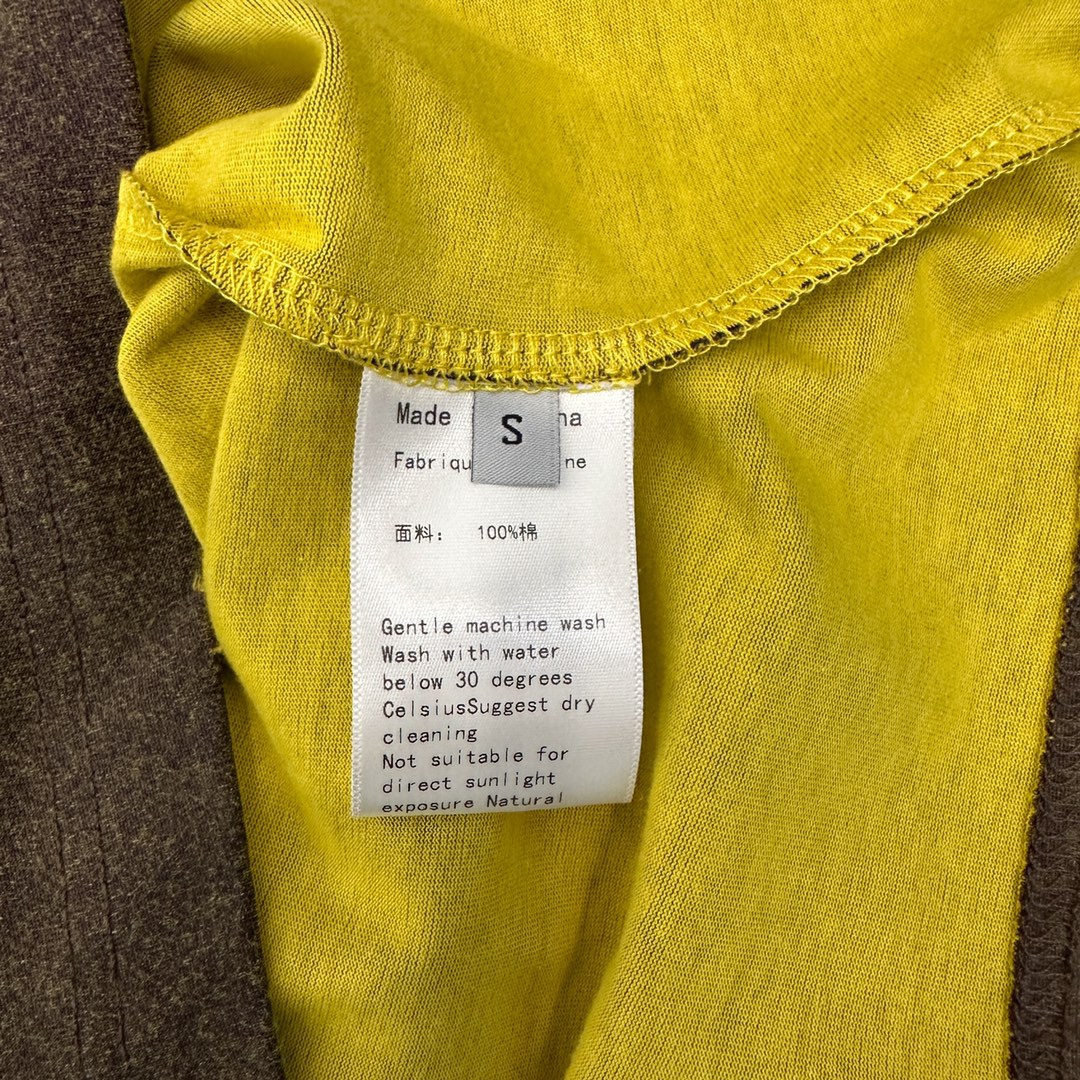 Made
S
Fabriqu
ne
面料： 100%棉
Gentle machine wash
Wash with water
below 30 degrees
CelsiusSuggest dry
cleaning
Not suitable for
direct sunlight
exposure Natural